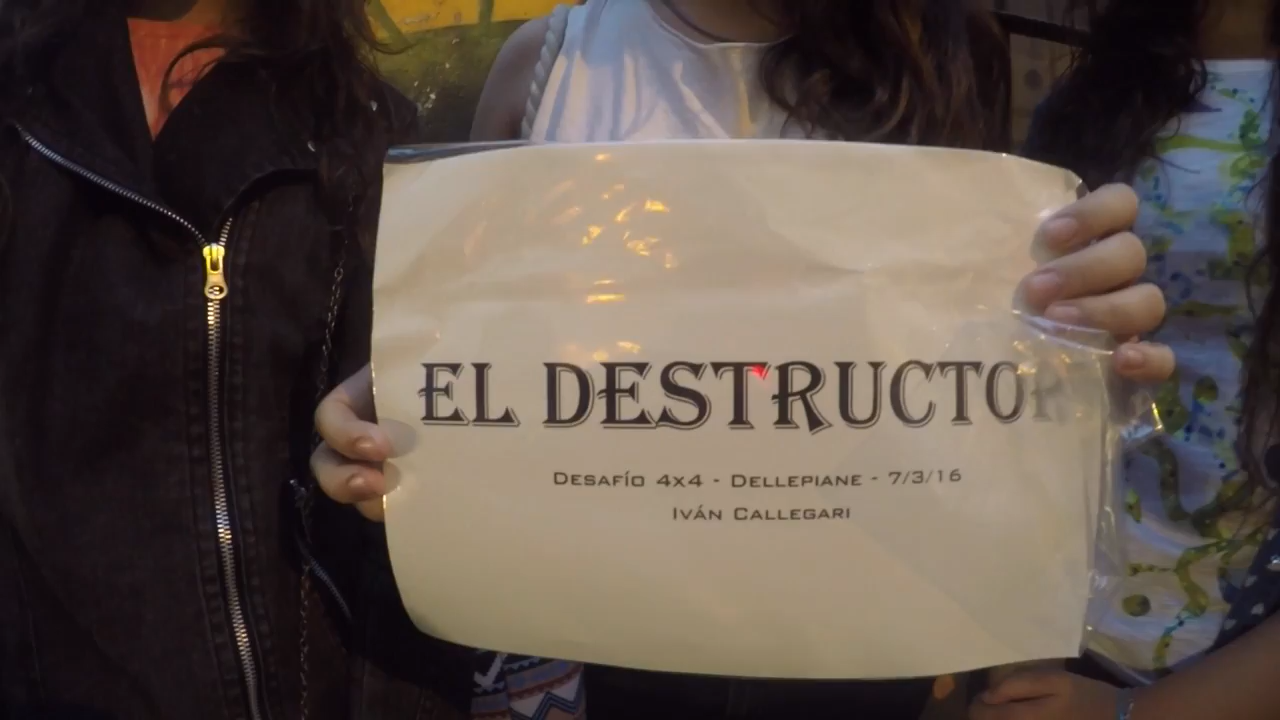 EL DESTRUCTOR
DESAFÍO 4X4 - DELLEPIANE - 7/3/16
IVÁN CALLEGARI